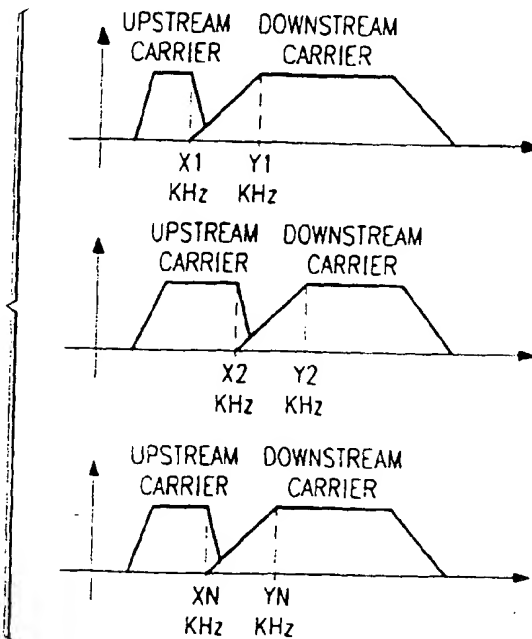 UPSTREAM DOWNSTREAM
CARRIER CARRIER
X1 Y1
KHz KHz
UPSTREAM DOWNSTREAM
CARRIER CARRIER
X2 Y2
KHz KHz
UPSTREAM DOWNSTREAM
CARRIER CARRIER
XN YN
KHz KHz